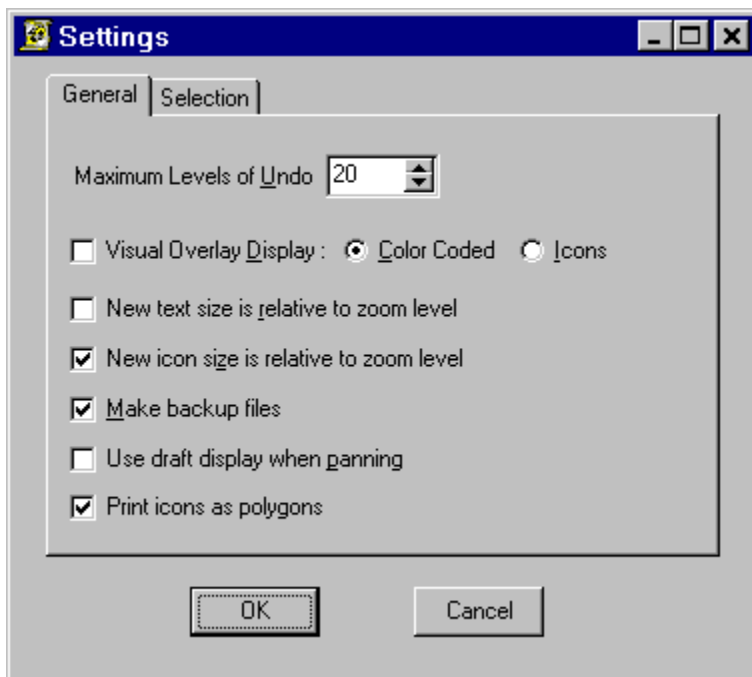 Settings
General Selection
Maximum Levels of Undo 20
Visual Overlay Display : Color Coded Icons
New text size is relative to zoom level
New icon size is relative to zoom level
Make backup files
Use draft display when panning
Print icons as polygons
OK Cancel